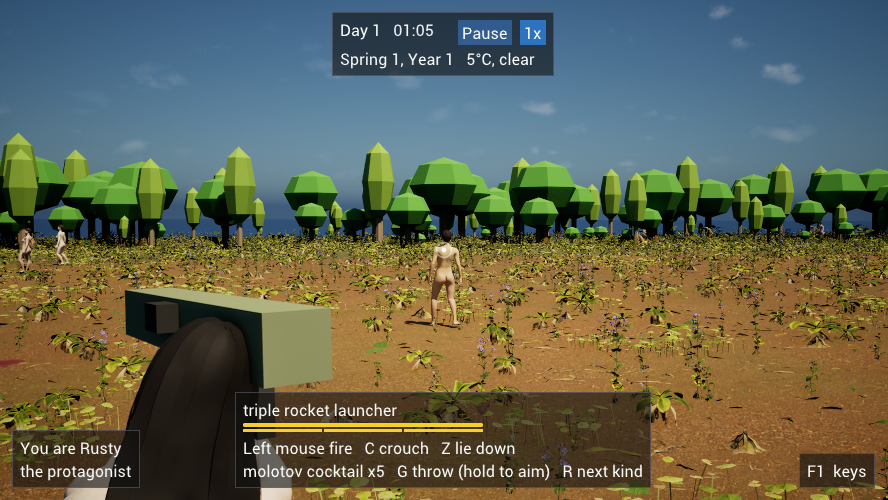 Day 1 01:05 Pause 1x
Spring 1, Year 1 5°C, clear
triple rocket launcher
Left mouse fire C crouch Z lie down
molotov cocktail x5 G throw (hold to aim) R next kind
You are Rusty
the protagonist
F1 keys